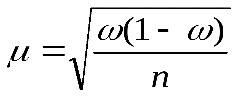 μ = √(ω(1 - ω)/n)